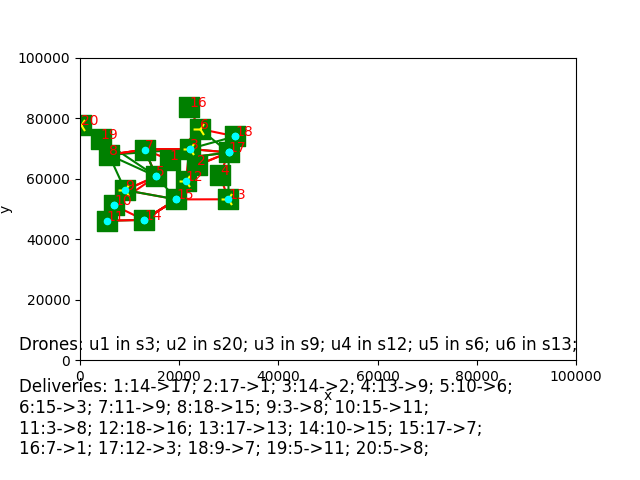 100000
80000
60000
40000
20000
0
y
16
19
18
13
0 20000 40000 60000 80000 100000
x
Drones: u1 in s3; u2 in s20; u3 in s9; u4 in s12; u5 in s6; u6 in s13;
Deliveries: 1:14->17; 2:17->1; 3:14->2; 4:13->9; 5:10->6;
6:15->3; 7:11->9; 8:18->15; 9:3->8; 10:15->11;
11:3->8; 12:18->16; 13:17->13; 14:10->15; 15:17->7;
16:7->1; 17:12->3; 18:9->7; 19:5->11; 20:5->8;